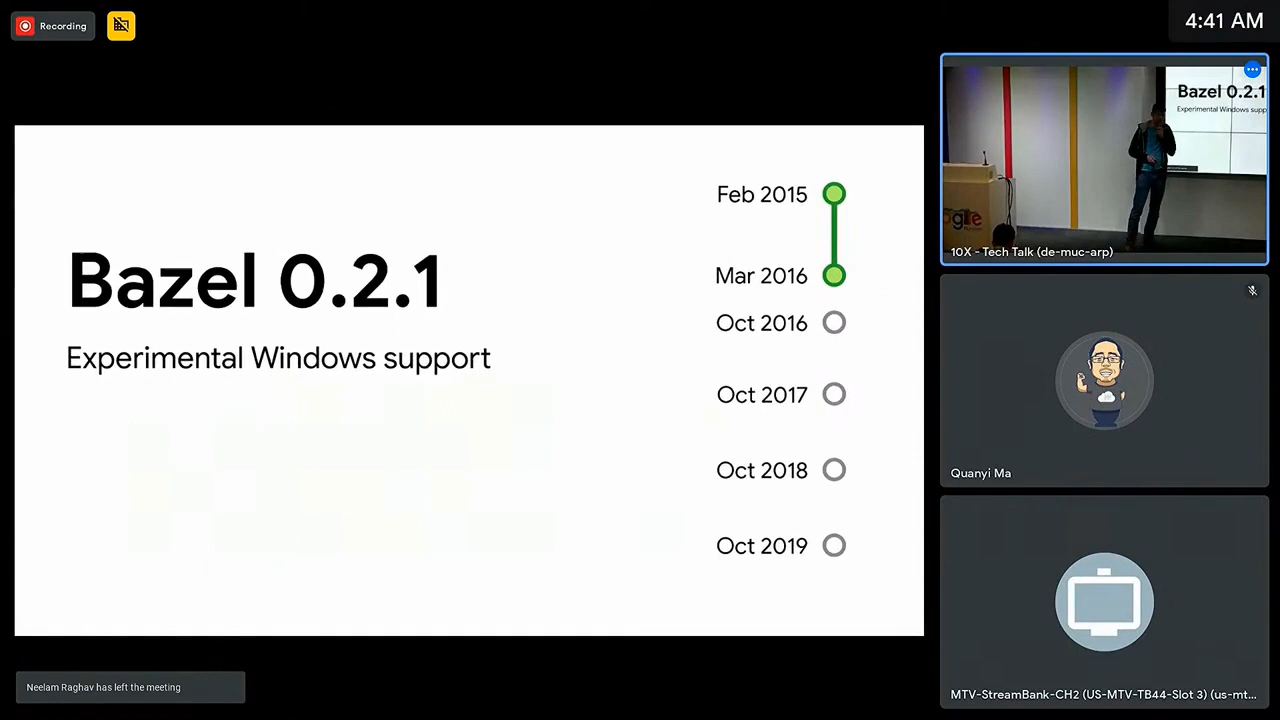 Recording
4:41 AM
Bazel 0.2.1
Experimental Windows support
Feb 2015
Mar 2016
Oct 2016
Oct 2017
Oct 2018
Oct 2019
Bazel 0.2.1
Experimental Windows supp
10X - Tech Talk (de-muc-arp)
Quanyi Ma
MTV-StreamBank-CH2 (US-MTV-TB44-Slot 3) (us-mt...
Neelam Raghav has left the meeting